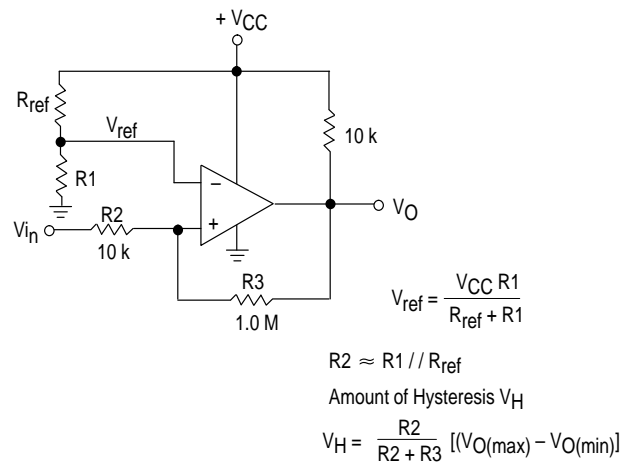 + VCC
Rref
Vref
10 k
R1
−
+
VO
Vin
R2
10 k
R3
1.0 M
Vref = VCC R1
Rref + R1
R2 ≈ R1 // Rref
Amount of Hysteresis VH
VH = R2
R2 + R3 [(VO(max) − VO(min)]